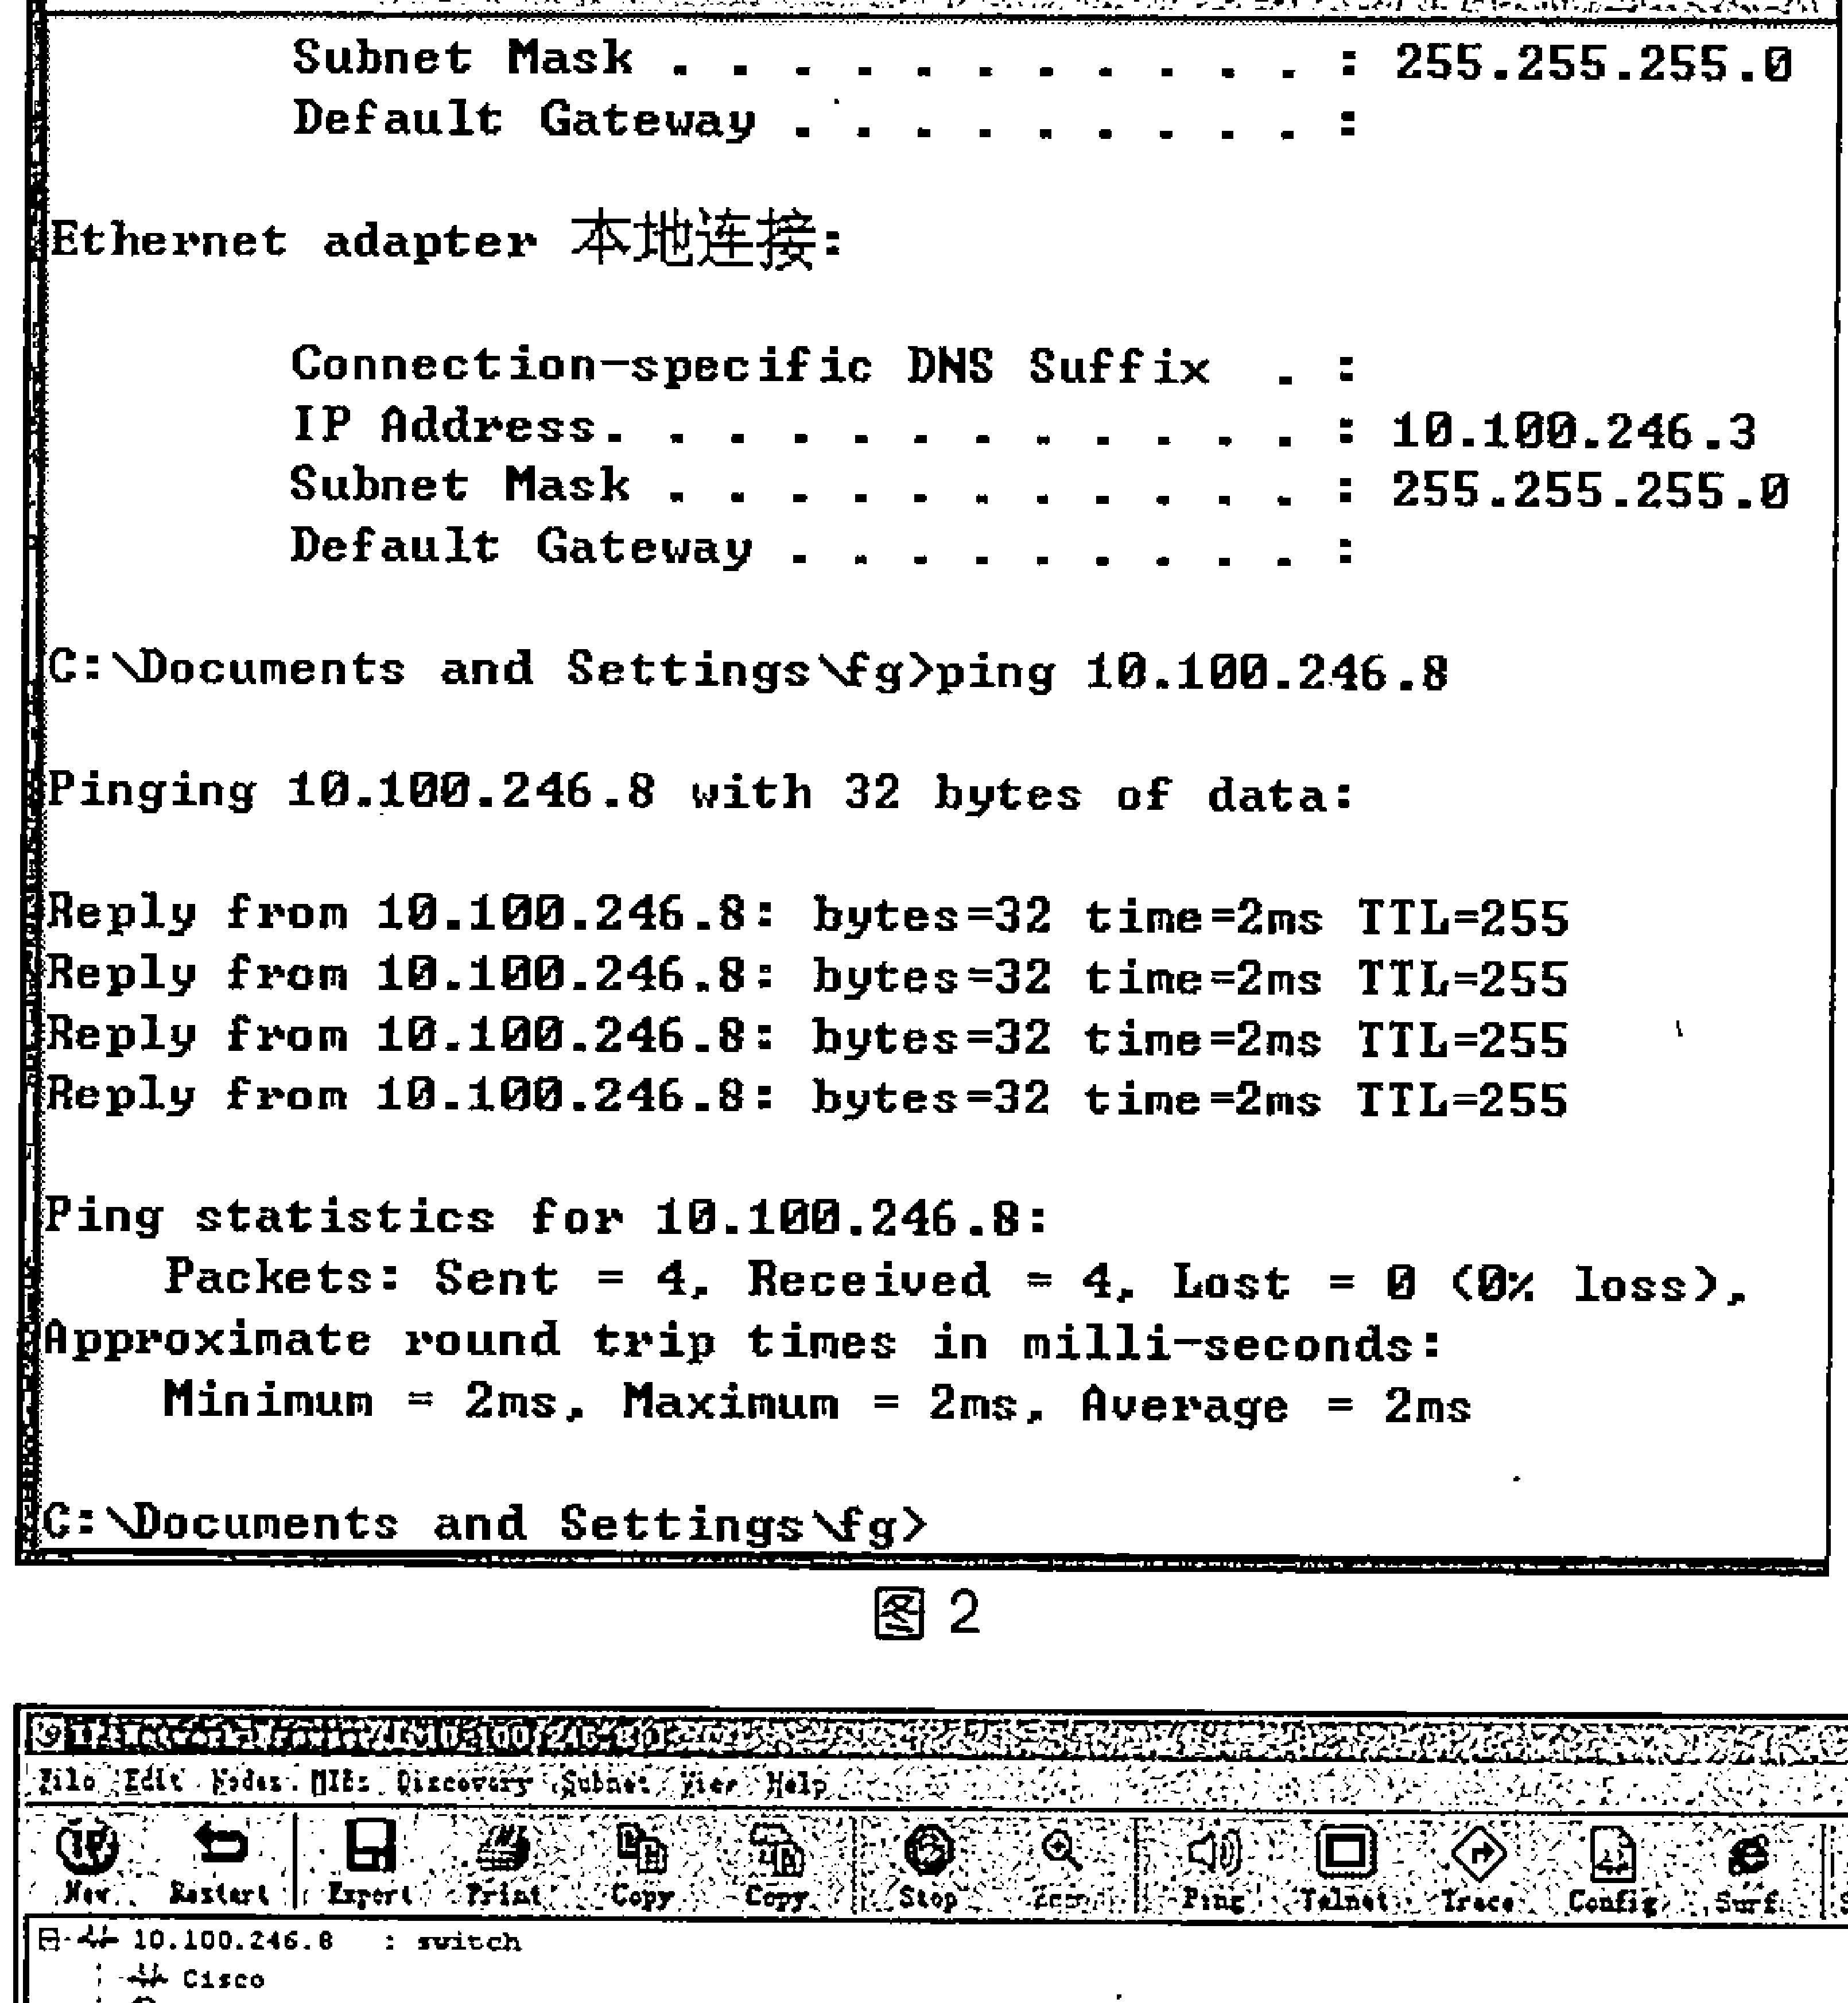 Subnet Mask . . . . . . . . . . . : 255.255.255.0
Default Gateway . . . . . . . . . :
Ethernet adapter 本地连接:
Connection-specific DNS Suffix  . :
IP Address. . . . . . . . . . . . : 10.100.246.3
Subnet Mask . . . . . . . . . . . : 255.255.255.0
Default Gateway . . . . . . . . . :
C:\Documents and Settings\fg>ping 10.100.246.8
Pinging 10.100.246.8 with 32 bytes of data:
Reply from 10.100.246.8: bytes=32 time=2ms TTL=255
Reply from 10.100.246.8: bytes=32 time=2ms TTL=255
Reply from 10.100.246.8: bytes=32 time=2ms TTL=255
Reply from 10.100.246.8: bytes=32 time=2ms TTL=255
Ping statistics for 10.100.246.8:
Packets: Sent = 4, Received = 4, Lost = 0 (0% loss),
Approximate round trip times in milli-seconds:
Minimum = 2ms, Maximum = 2ms, Average = 2ms
C:\Documents and Settings\fg>
图 2
File Edit Nodes MIBs Discovery Subnet View Help
New Restart Export Print Copy Copy Stop Zoom Ping Telnet Trace Config Surf
10.100.246.8 : switch
Cisco